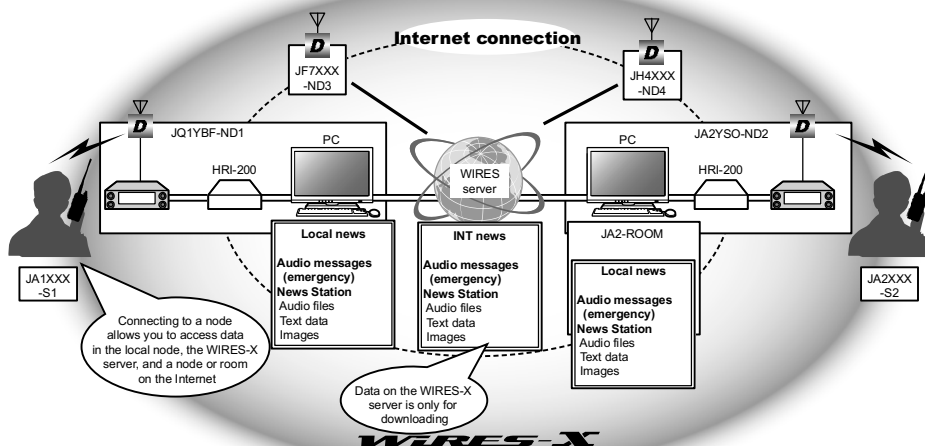 Internet connection
D
JF7XXX
-ND3
D
JH4XXX
-ND4
D
JQ1YBF-ND1
PC
HRI-200
WIRES
server
PC
JA2YSO-ND2
D
HRI-200
JA1XXX
-S1
JA2XXX
-S2
Local news
Audio messages
(emergency)
News Station
Audio files
Text data
Images
INT news
Audio messages
(emergency)
News Station
Audio files
Text data
Images
JA2-ROOM
Local news
Audio messages
(emergency)
News Station
Audio files
Text data
Images
Connecting to a node
allows you to access data
in the local node, the WIRES-X
server, and a node or room
on the Internet
Data on the WIRES-X
server is only for
downloading
WiRES-X